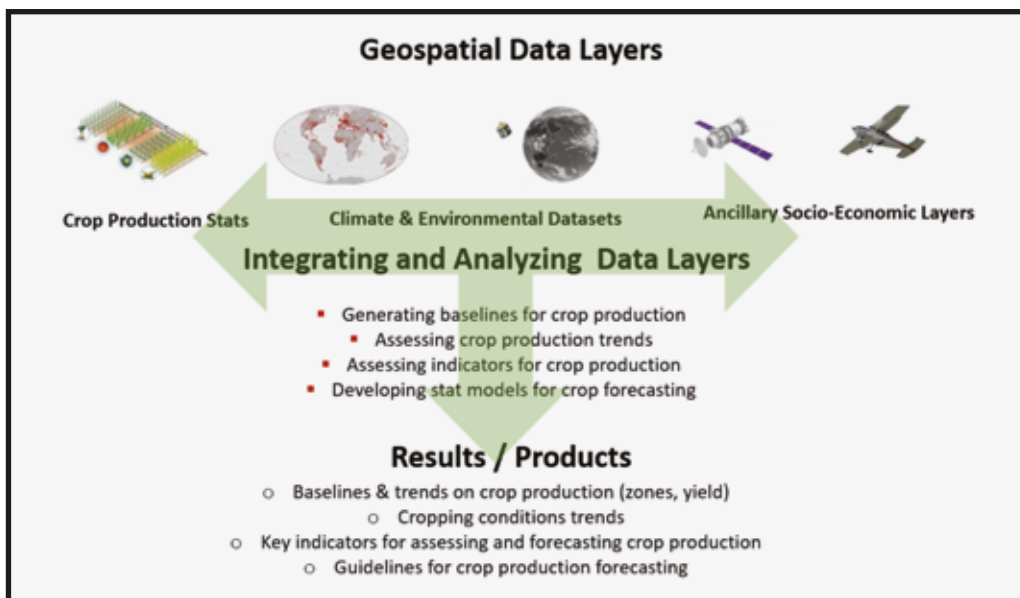 Geospatial Data Layers
Crop Production Stats
Climate & Environmental Datasets
Ancillary Socio-Economic Layers
Integrating and Analyzing Data Layers
▪ Generating baselines for crop production
▪ Assessing crop production trends
▪ Assessing indicators for crop production
▪ Developing stat models for crop forecasting
Results / Products
○ Baselines & trends on crop production (zones, yield)
○ Cropping conditions trends
○ Key indicators for assessing and forecasting crop production
○ Guidelines for crop production forecasting